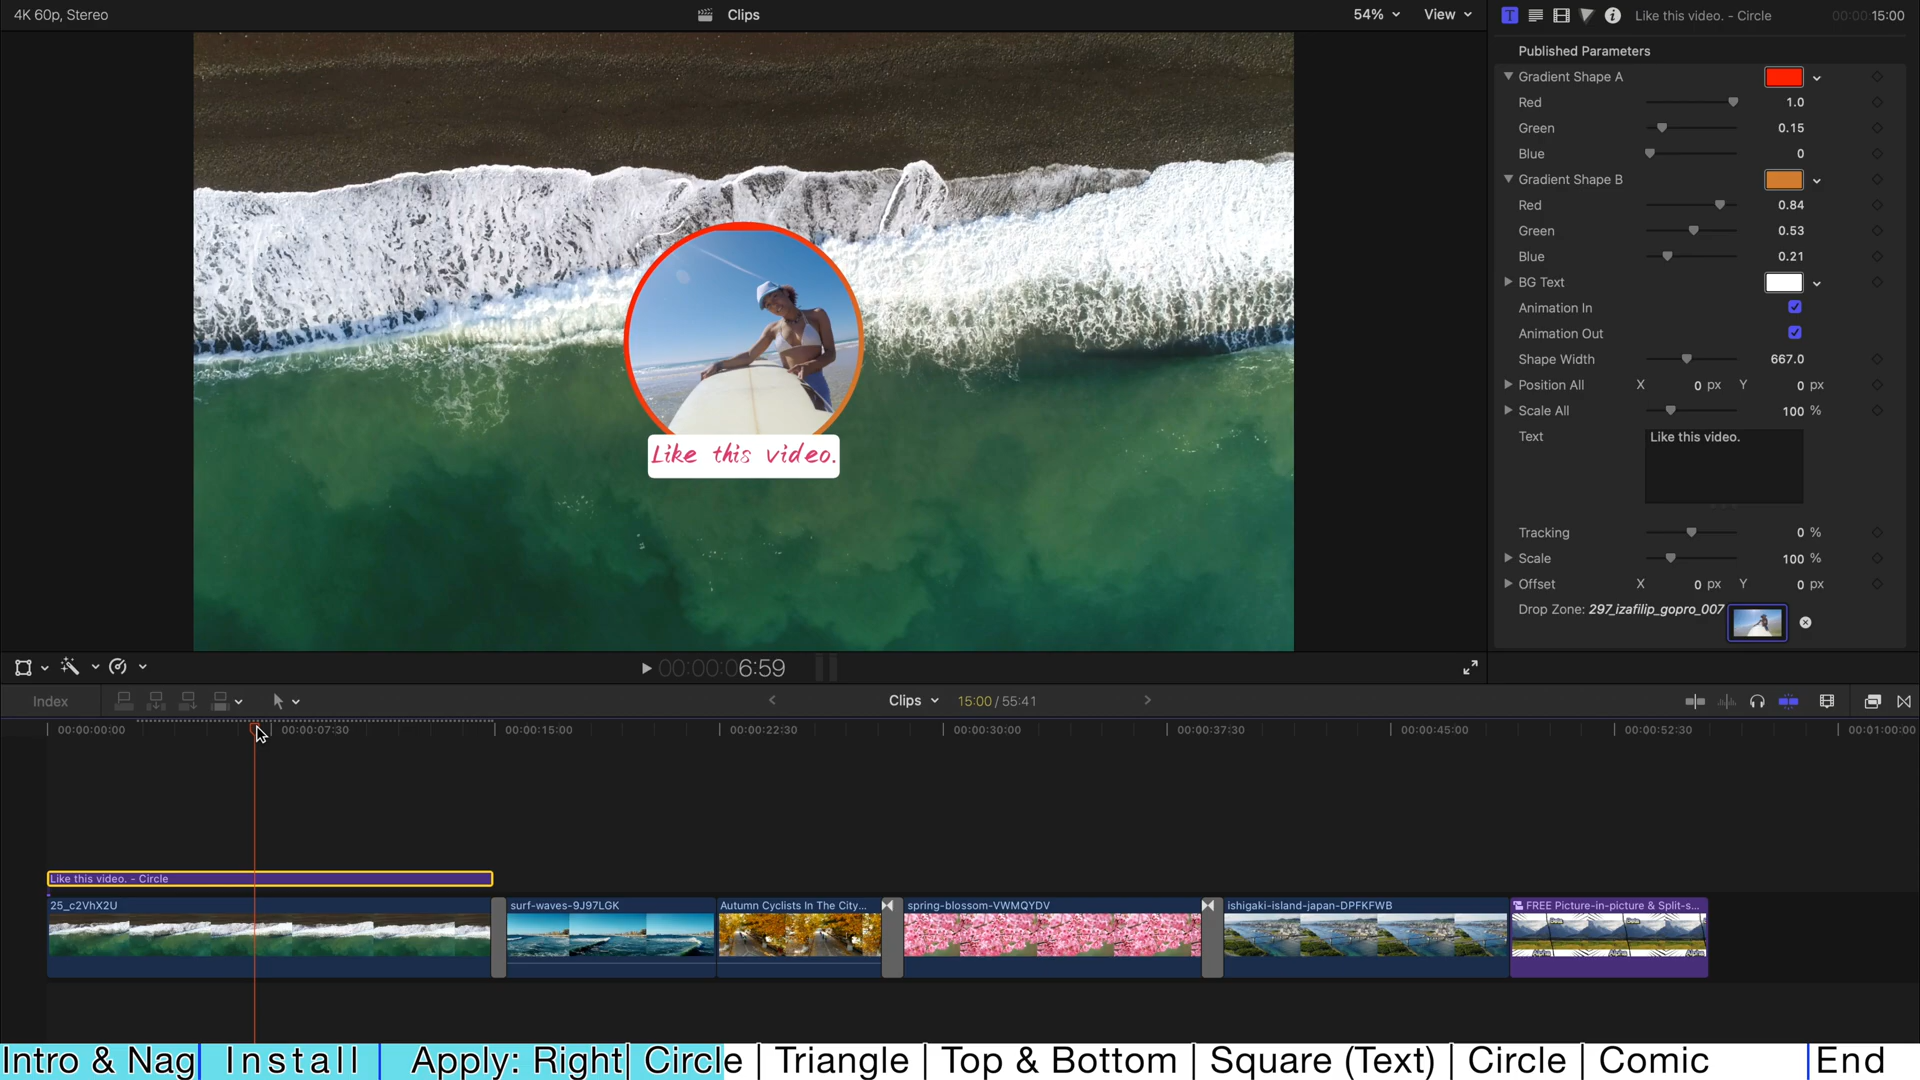 4K 60p, Stereo
Clips
54%
View
Like this video. - Circle
00:00:15:00
Published Parameters
Gradient Shape A
Red 1.0
Green 0.15
Blue 0
Gradient Shape B
Red 0.84
Green 0.53
Blue 0.21
BG Text
Animation In
Animation Out
Shape Width 667.0
Position All X 0 px Y 0 px
Scale All 100 %
Text Like this video.
Tracking 0 %
Scale 100 %
Offset X 0 px Y 0 px
Drop Zone: 297_izafilip_gopro_007
Like this video.
00:00:06:59
Index
Clips
15:00 / 55:41
00:00:00:00
00:00:07:30
00:00:15:00
00:00:22:30
00:00:30:00
00:00:37:30
00:00:45:00
00:00:52:30
00:01:00:00
Like this video. - Circle
25_c2VhX2U
surf-waves-9J97LGK
Autumn Cyclists In The City...
spring-blossom-VWMQYDV
ishigaki-island-japan-DPFKFWB
FREE Picture-in-picture & Split-s...
Intro & Nag | Install | Apply: Right | Circle | Triangle | Top & Bottom | Square (Text) | Circle | Comic | End